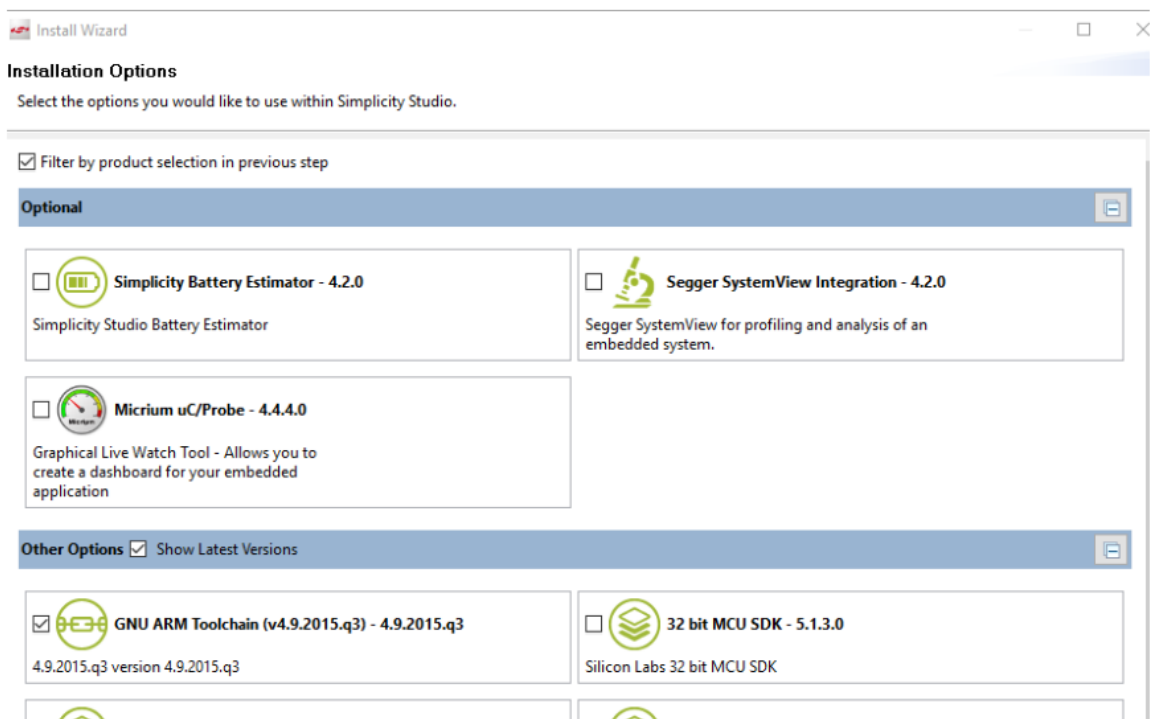 Install Wizard
Installation Options
Select the options you would like to use within Simplicity Studio.
Filter by product selection in previous step
Optional
Simplicity Battery Estimator - 4.2.0
Simplicity Studio Battery Estimator
Segger SystemView Integration - 4.2.0
Segger SystemView for profiling and analysis of an
embedded system.
Micrium uC/Probe - 4.4.4.0
Micrium
Graphical Live Watch Tool - Allows you to
create a dashboard for your embedded
application
Other Options Show Latest Versions
GNU ARM Toolchain (v4.9.2015.q3) - 4.9.2015.q3
4.9.2015.q3 version 4.9.2015.q3
32 bit MCU SDK - 5.1.3.0
Silicon Labs 32 bit MCU SDK